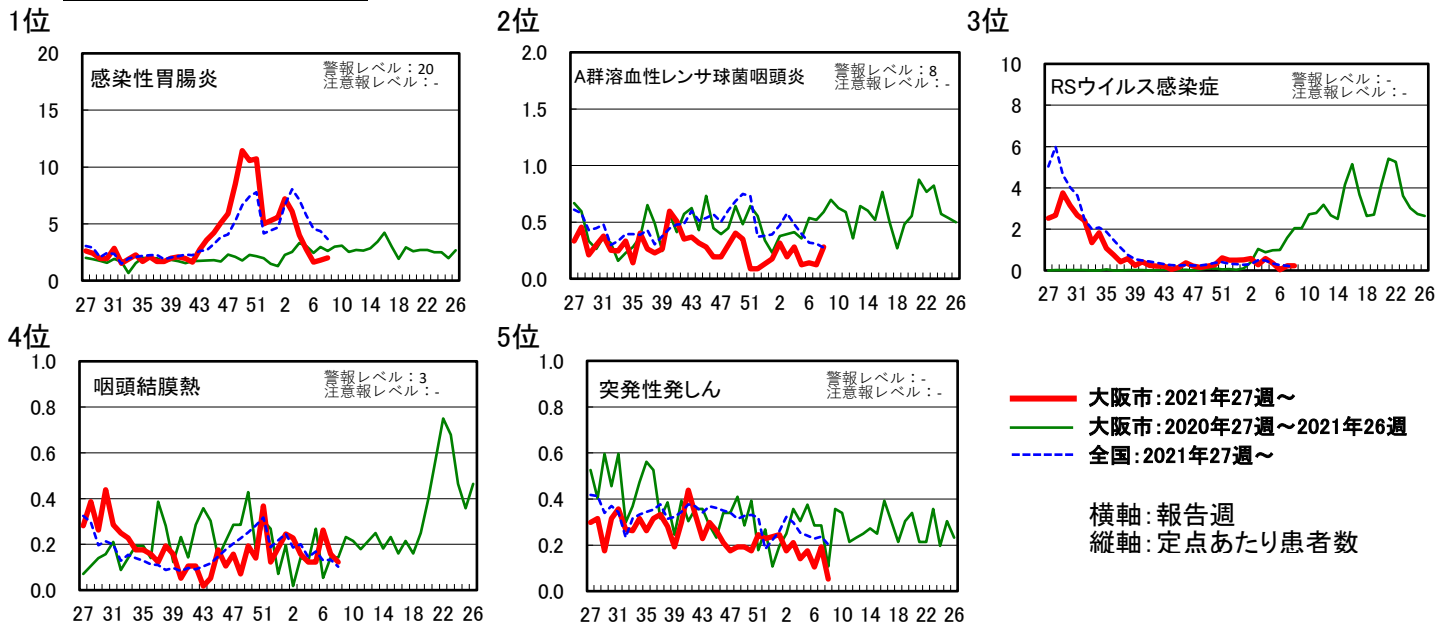 1位
感染性胃腸炎
警報レベル：20
注意報レベル：-
20
15
10
5
0
27 31 35 39 43 47 51 2 6 10 14 18 22 26
2位
A群溶血性レンサ球菌咽頭炎
警報レベル：8
注意報レベル：-
2.0
1.5
1.0
0.5
0.0
27 31 35 39 43 47 51 2 6 10 14 18 22 26
3位
RSウイルス感染症
警報レベル：-
注意報レベル：-
10
8
6
4
2
0
27 31 35 39 43 47 51 2 6 10 14 18 22 26
4位
咽頭結膜熱
警報レベル：3
注意報レベル：-
1.0
0.8
0.6
0.4
0.2
0.0
27 31 35 39 43 47 51 2 6 10 14 18 22 26
5位
突発性発しん
警報レベル：-
注意報レベル：-
1.0
0.8
0.6
0.4
0.2
0.0
27 31 35 39 43 47 51 2 6 10 14 18 22 26
大阪市：2021年27週～
大阪市：2020年27週～2021年26週
全国：2021年27週～
横軸：報告週
縦軸：定点あたり患者数